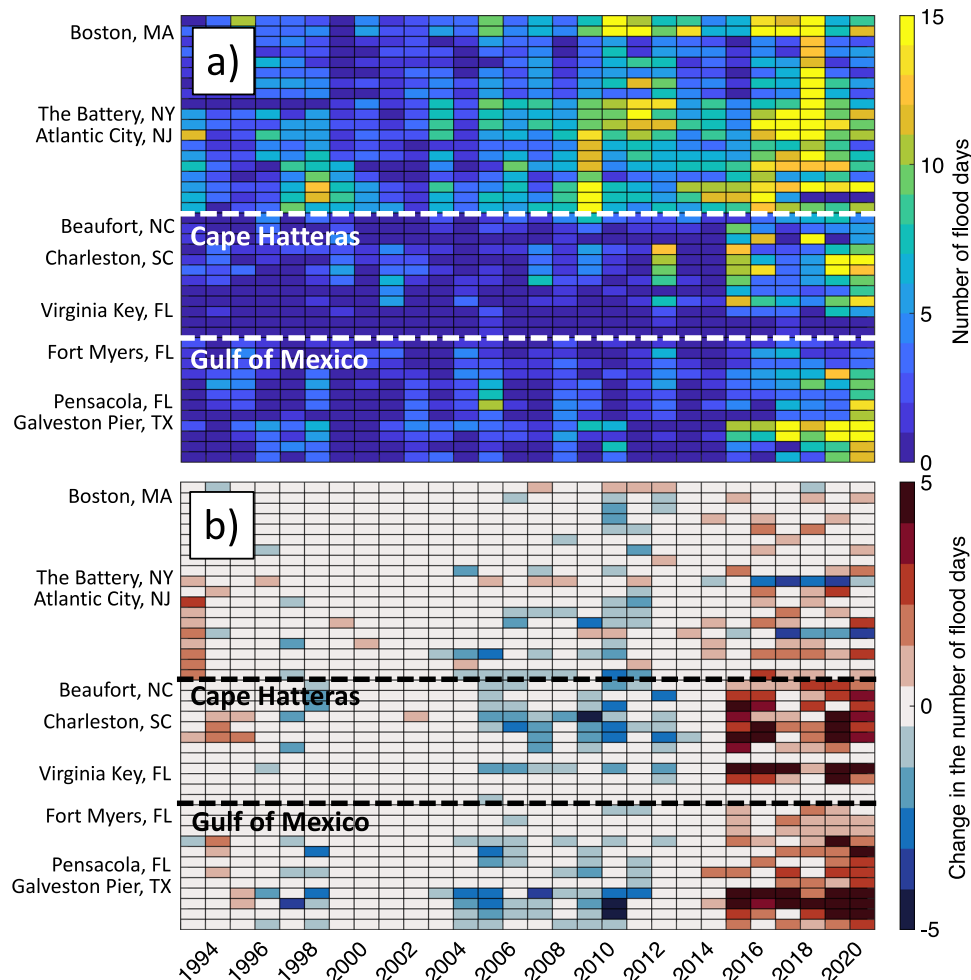 a)
Boston, MA
The Battery, NY
Atlantic City, NJ
Beaufort, NC
Cape Hatteras
Charleston, SC
Virginia Key, FL
Fort Myers, FL
Gulf of Mexico
Pensacola, FL
Galveston Pier, TX
15
10
5
0
Number of flood days
b)
Boston, MA
The Battery, NY
Atlantic City, NJ
Beaufort, NC
Cape Hatteras
Charleston, SC
Virginia Key, FL
Fort Myers, FL
Gulf of Mexico
Pensacola, FL
Galveston Pier, TX
5
0
-5
Change in the number of flood days
1994
1996
1998
2000
2002
2004
2006
2008
2010
2012
2014
2016
2018
2020